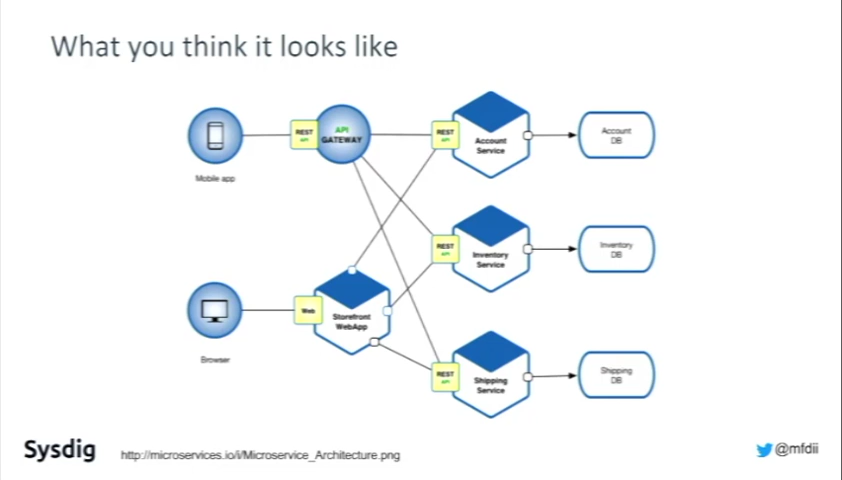 What you think it looks like
REST
API
API
GATEWAY
REST
API
Account
Service
Account
DB
Mobile app
REST
API
Inventory
Service
Inventory
DB
Web
Storefront
WebApp
Browser
REST
API
Shipping
Service
Shipping
DB
Sysdig
http://microservices.io/i/Microservice_Architecture.png
@mfdii